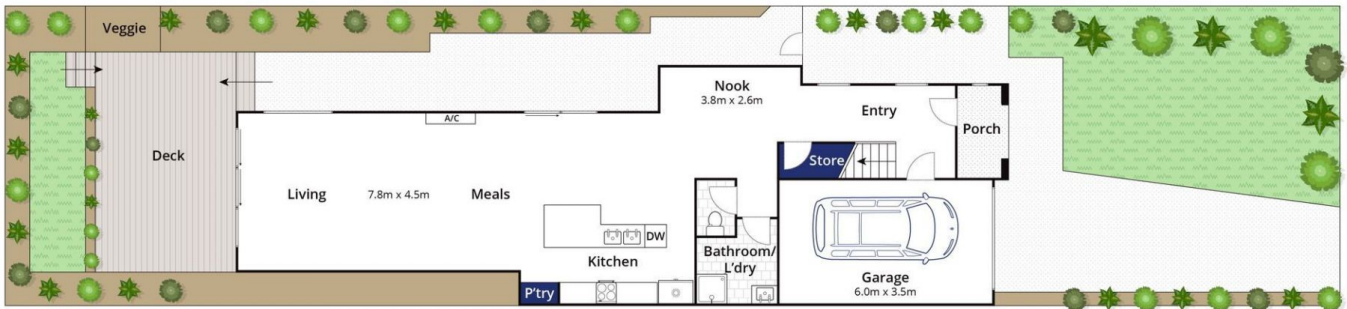 Veggie
Nook
3.8m x 2.6m
Entry
A/C
Porch
Deck
Store
Living
7.8m x 4.5m
Meals
DW
Kitchen
Bathroom/
L'dry
Garage
6.0m x 3.5m
P'try